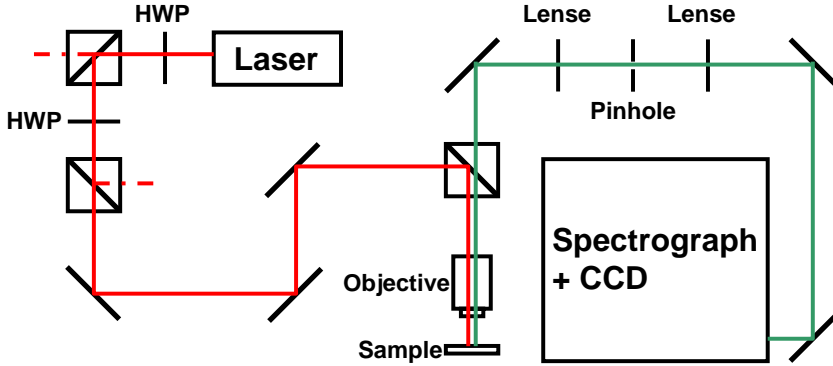 HWP
Laser
HWP
Lense
Lense
Pinhole
Spectrograph
+ CCD
Objective
Sample